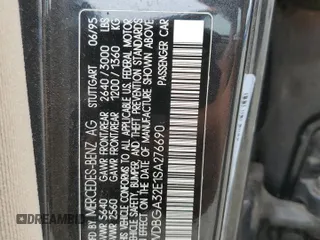 MERCEDES-BENZ AG STUTTGART 06/95
GVWR 5640 GAWR FRONT/REAR 2640/3000 LBS
GVWR 2560 GAWR FRONT/REAR 1200/1360 KG
THIS VEHICLE CONFORMS TO ALL APPLICABLE US. FEDERAL MOTOR
VEHICLE SAFETY, BUMPER, AND THEFT PREVENTION STANDARDS
IN EFFECT ON THE DATE OF MANUFACTURE SHOWN ABOVE.
WDBGA32E1SA276690 PASSENGER CAR